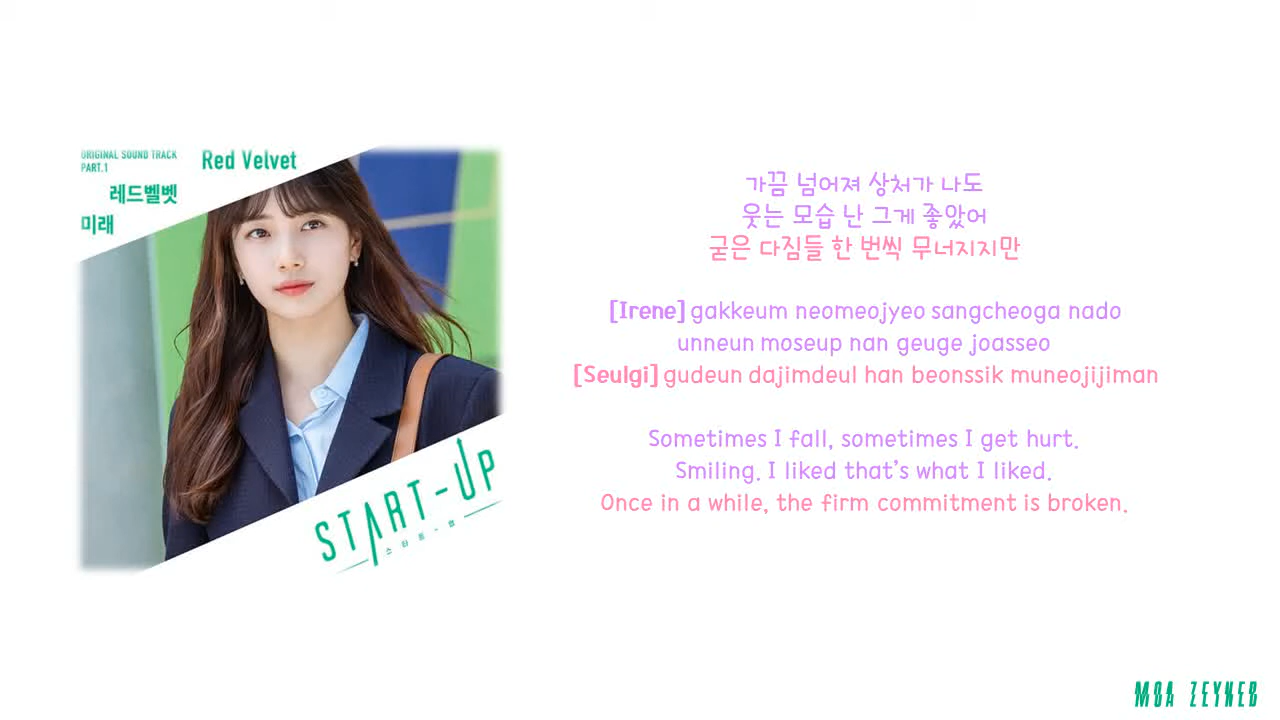 ORIGINAL SOUND TRACK
PART.1
Red Velvet
레드벨벳
미래
START-UP
스타트-업
가끔 넘어져 상처가 나도
웃는 모습 난 그게 좋았어
굳은 다짐들 한 번씩 무너지지만
[Irene] gakkeum neomeojyeo sangcheoga nado
unneun moseup nan geuge joasseo
[Seulgi] gudeun dajimdeul han beonssik muneojijiman
Sometimes I fall, sometimes I get hurt.
Smiling. I liked that's what I liked.
Once in a while, the firm commitment is broken.
MOA ZEYNEB